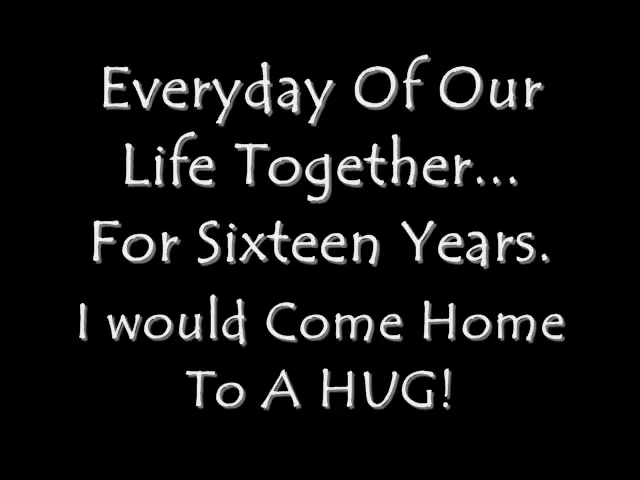 Everyday Of Our
Life Together...
For Sixteen Years.
I would Come Home
To A HUG!